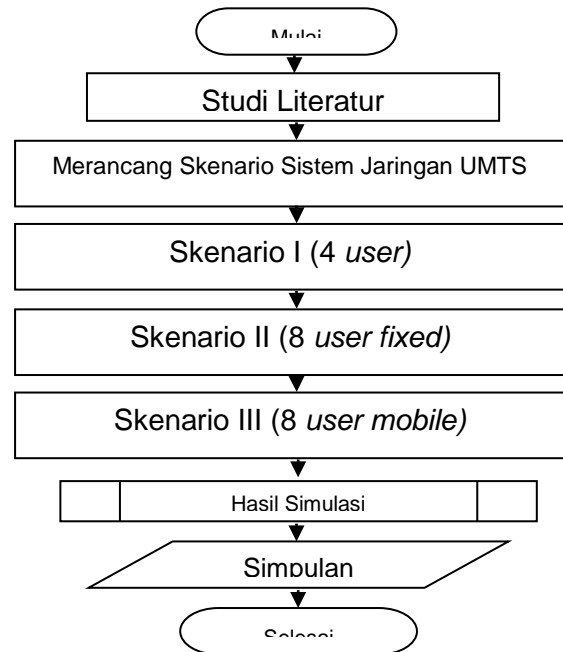 Mulai
Studi Literatur
Merancang Skenario Sistem Jaringan UMTS
Skenario I (4 user)
Skenario II (8 user fixed)
Skenario III (8 user mobile)
Hasil Simulasi
Simpulan
Selesai